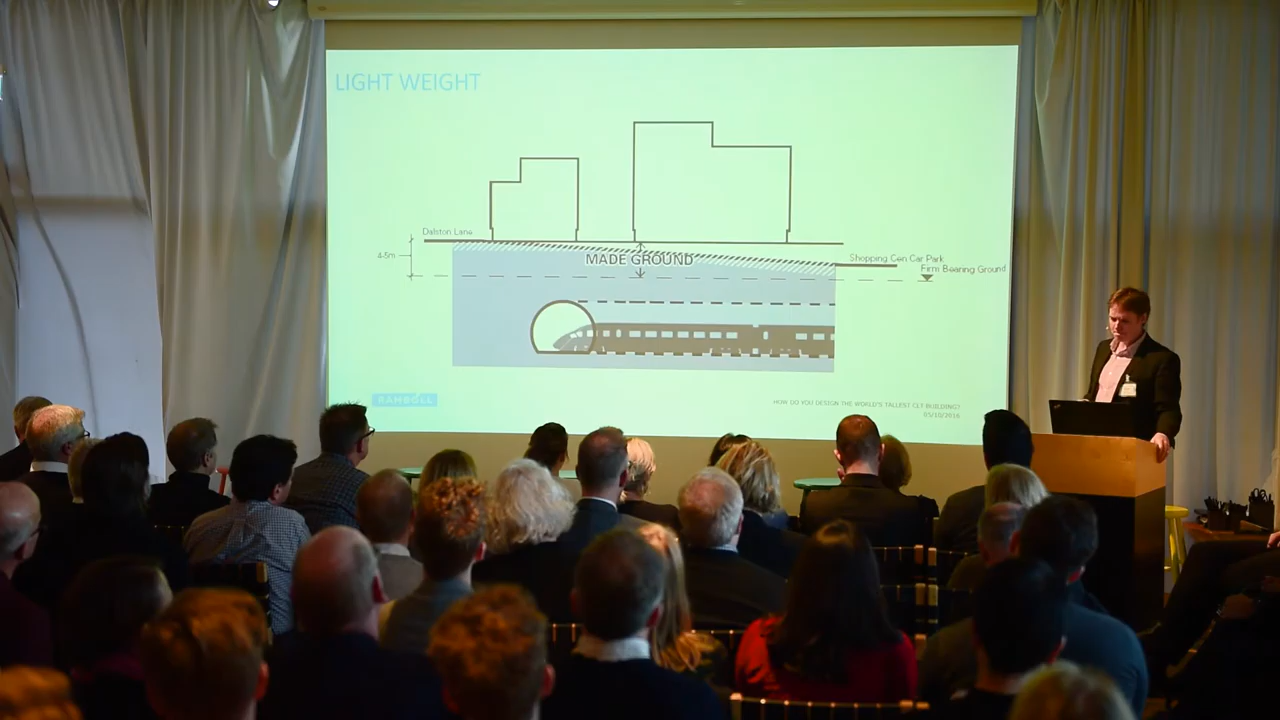 LIGHT WEIGHT
Dalston Lane
4-5m
MADE GROUND
Shopping Cen Car Park
Firm Bearing Ground
RAMBOLL
HOW DO YOU DESIGN THE WORLD'S TALLEST CLT BUILDING?
05/10/2016